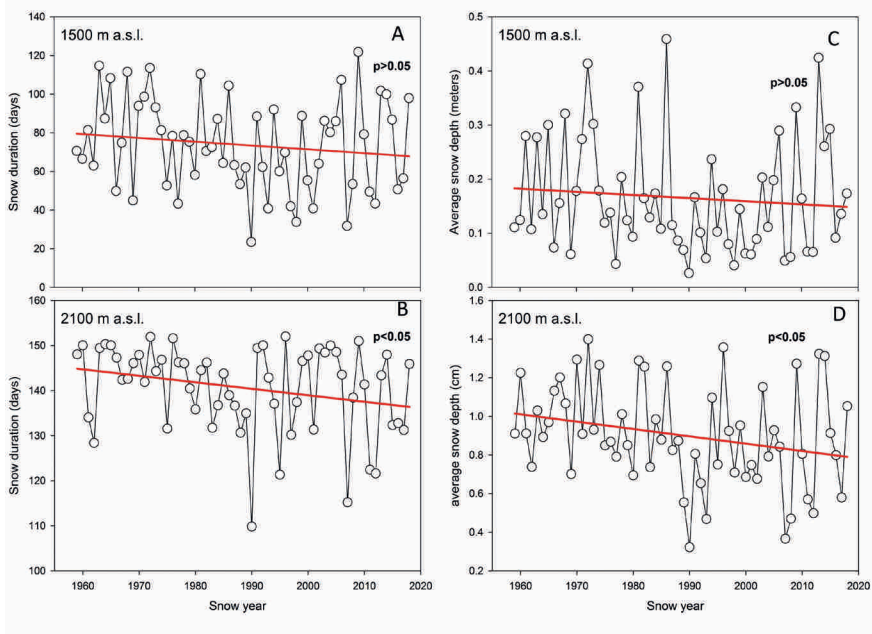 1500 m a.s.l.
A
p>0.05
Snow duration (days)
140
120
100
80
60
40
20
0
1500 m a.s.l.
C
p>0.05
Average snow depth (meters)
0.5
0.4
0.3
0.2
0.1
0.0
2100 m a.s.l.
B
p<0.05
Snow duration (days)
160
150
140
130
120
110
100
1960
1970
1980
1990
2000
2010
2020
Snow year
2100 m a.s.l.
D
p<0.05
average snow depth (cm)
1.6
1.4
1.2
1.0
0.8
0.6
0.4
0.2
1960
1970
1980
1990
2000
2010
2020
Snow year